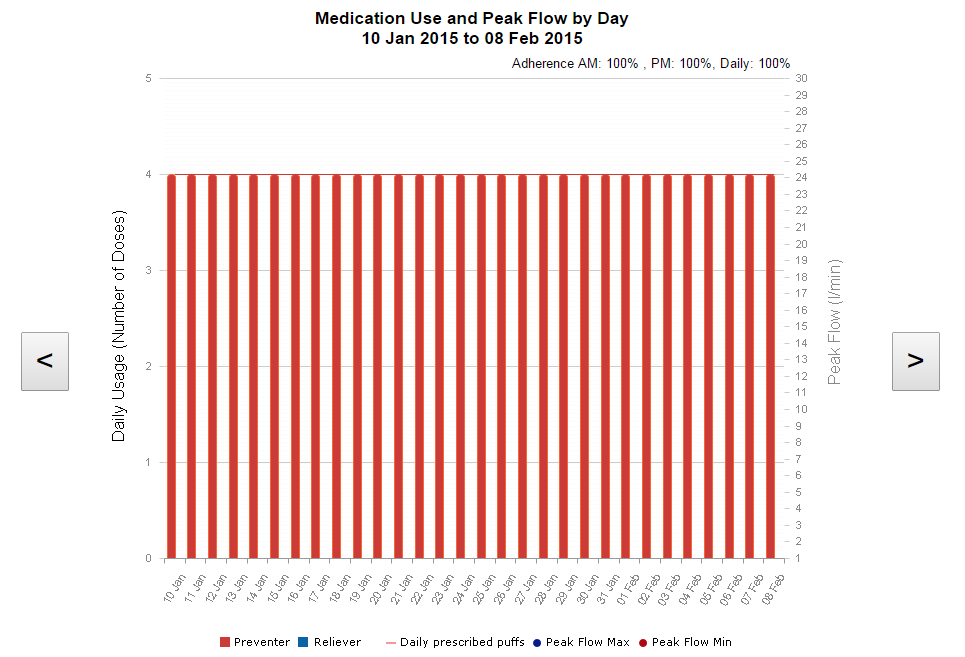 Medication Use and Peak Flow by Day
10 Jan 2015 to 08 Feb 2015
Adherence AM: 100% , PM: 100%, Daily: 100%
5
4
3
2
1
0
Daily Usage (Number of Doses)
<
30
29
28
27
26
25
24
23
22
21
20
19
18
17
16
15
14
13
12
11
10
9
8
7
6
5
4
3
2
1
Peak Flow (l/min)
>
10 Jan
11 Jan
12 Jan
13 Jan
14 Jan
15 Jan
16 Jan
17 Jan
18 Jan
19 Jan
20 Jan
21 Jan
22 Jan
23 Jan
24 Jan
25 Jan
26 Jan
27 Jan
28 Jan
29 Jan
30 Jan
31 Jan
01 Feb
02 Feb
03 Feb
04 Feb
05 Feb
06 Feb
07 Feb
08 Feb
Preventer Reliever Daily prescribed puffs Peak Flow Max Peak Flow Min